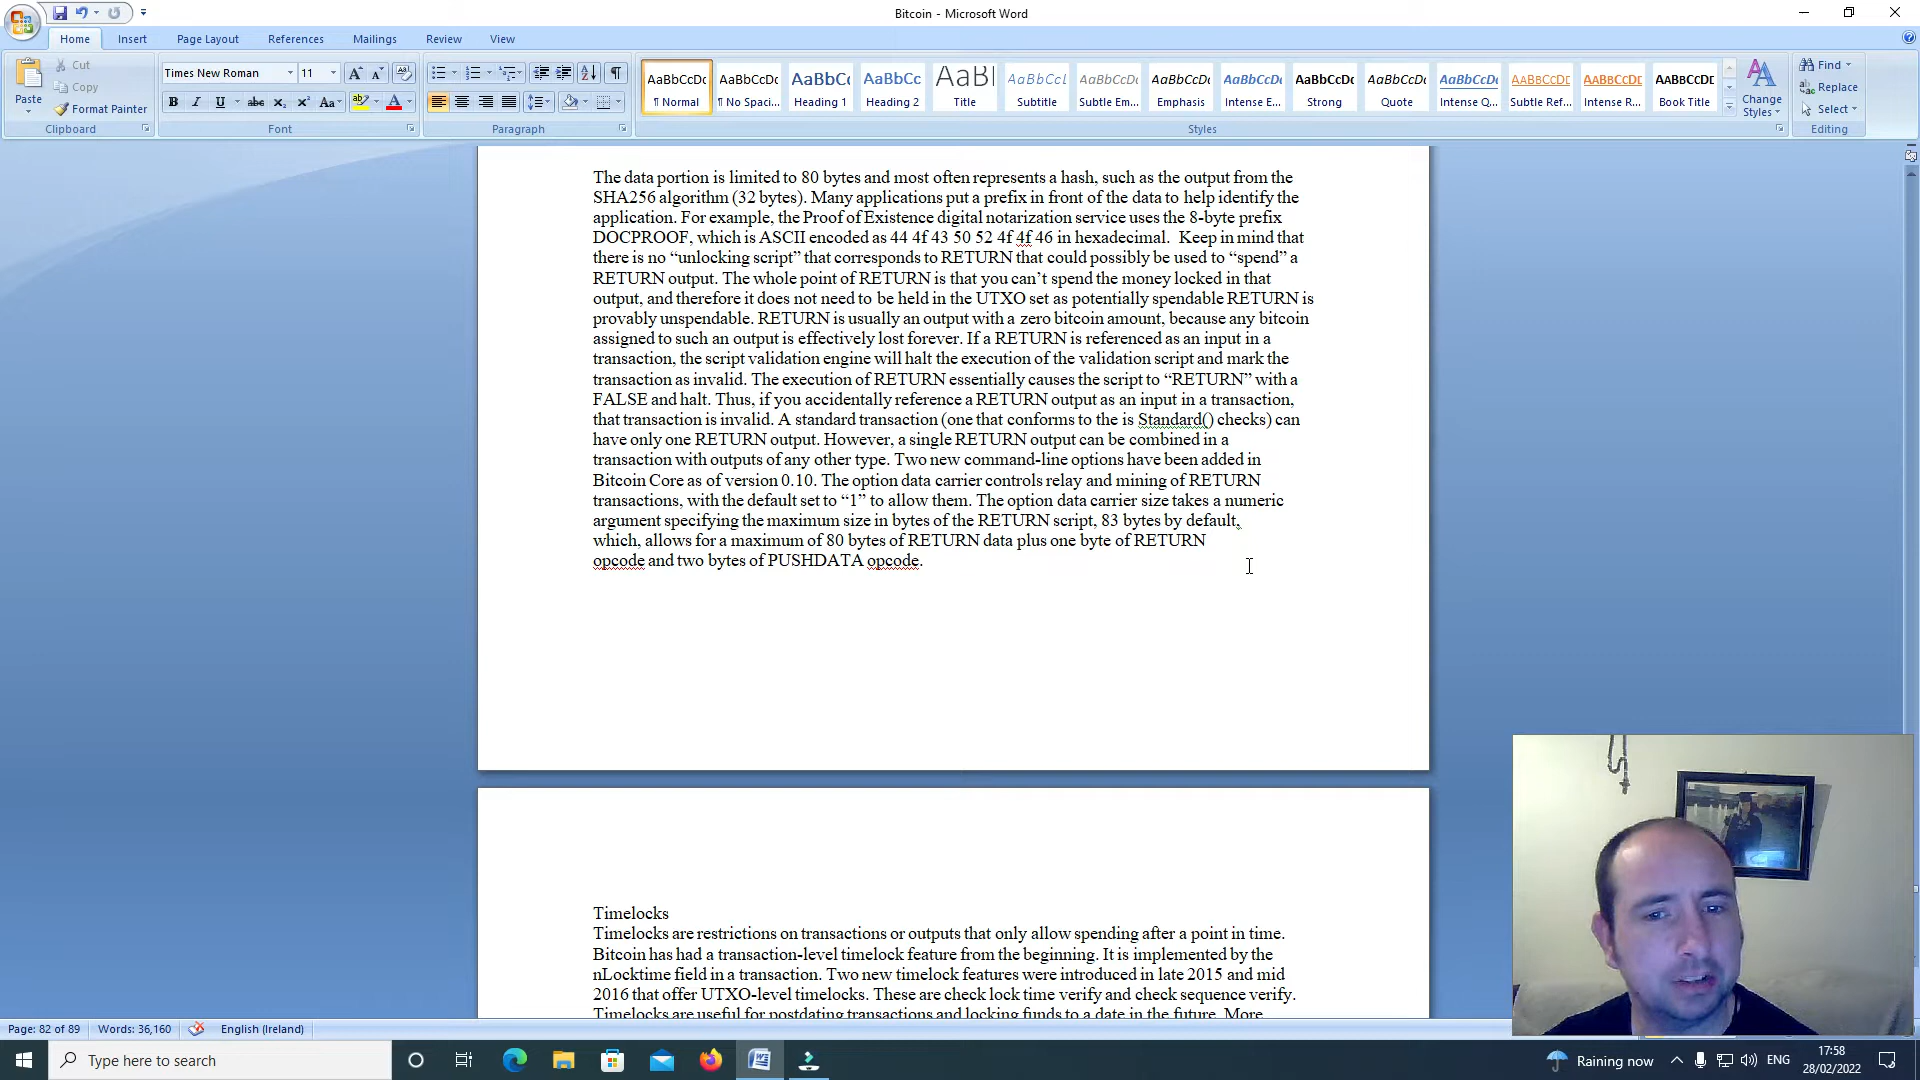 Bitcoin - Microsoft Word
Home Insert Page Layout References Mailings Review View
Paste
Cut
Copy
Format Painter
Clipboard
Times New Roman 11
B I U abc x₂ x² Aa A
Font
Paragraph
AaBbCcDc AaBbCcDc AaBbC AaBbCc AaB AaBbCcL AaBbCcDc AaBbCcDc AaBbCcDc AaBbCcDc AaBbCcDc AaBbCcDc AABBCCDC AABBCCDC AABBCCDC
¶ Normal ¶ No Spaci... Heading 1 Heading 2 Title Subtitle Subtle Em... Emphasis Intense E... Strong Quote Intense Q... Subtle Ref... Intense R... Book Title
Styles
Change
Styles
Find
Replace
Select
Editing
The data portion is limited to 80 bytes and most often represents a hash, such as the output from the
SHA256 algorithm (32 bytes). Many applications put a prefix in front of the data to help identify the
application. For example, the Proof of Existence digital notarization service uses the 8-byte prefix
DOCPROOF, which is ASCII encoded as 44 4f 43 50 52 4f 4f 46 in hexadecimal.  Keep in mind that
there is no “unlocking script” that corresponds to RETURN that could possibly be used to “spend” a
RETURN output. The whole point of RETURN is that you can’t spend the money locked in that
output, and therefore it does not need to be held in the UTXO set as potentially spendable RETURN is
provably unspendable. RETURN is usually an output with a zero bitcoin amount, because any bitcoin
assigned to such an output is effectively lost forever. If a RETURN is referenced as an input in a
transaction, the script validation engine will halt the execution of the validation script and mark the
transaction as invalid. The execution of RETURN essentially causes the script to “RETURN” with a
FALSE and halt. Thus, if you accidentally reference a RETURN output as an input in a transaction,
that transaction is invalid. A standard transaction (one that conforms to the is Standard() checks) can
have only one RETURN output. However, a single RETURN output can be combined in a
transaction with outputs of any other type. Two new command-line options have been added in
Bitcoin Core as of version 0.10. The option data carrier controls relay and mining of RETURN
transactions, with the default set to “1” to allow them. The option data carrier size takes a numeric
argument specifying the maximum size in bytes of the RETURN script, 83 bytes by default,
which, allows for a maximum of 80 bytes of RETURN data plus one byte of RETURN
opcode and two bytes of PUSHDATA opcode.
Timelocks
Timelocks are restrictions on transactions or outputs that only allow spending after a point in time.
Bitcoin has had a transaction-level timelock feature from the beginning. It is implemented by the
nLocktime field in a transaction. Two new timelock features were introduced in late 2015 and mid
2016 that offer UTXO-level timelocks. These are check lock time verify and check sequence verify.
Timelocks are useful for postdating transactions and locking funds to a date in the future. More
Page: 82 of 89 Words: 36,160 English (Ireland)
Type here to search
Raining now
ENG
17:58
28/02/2022